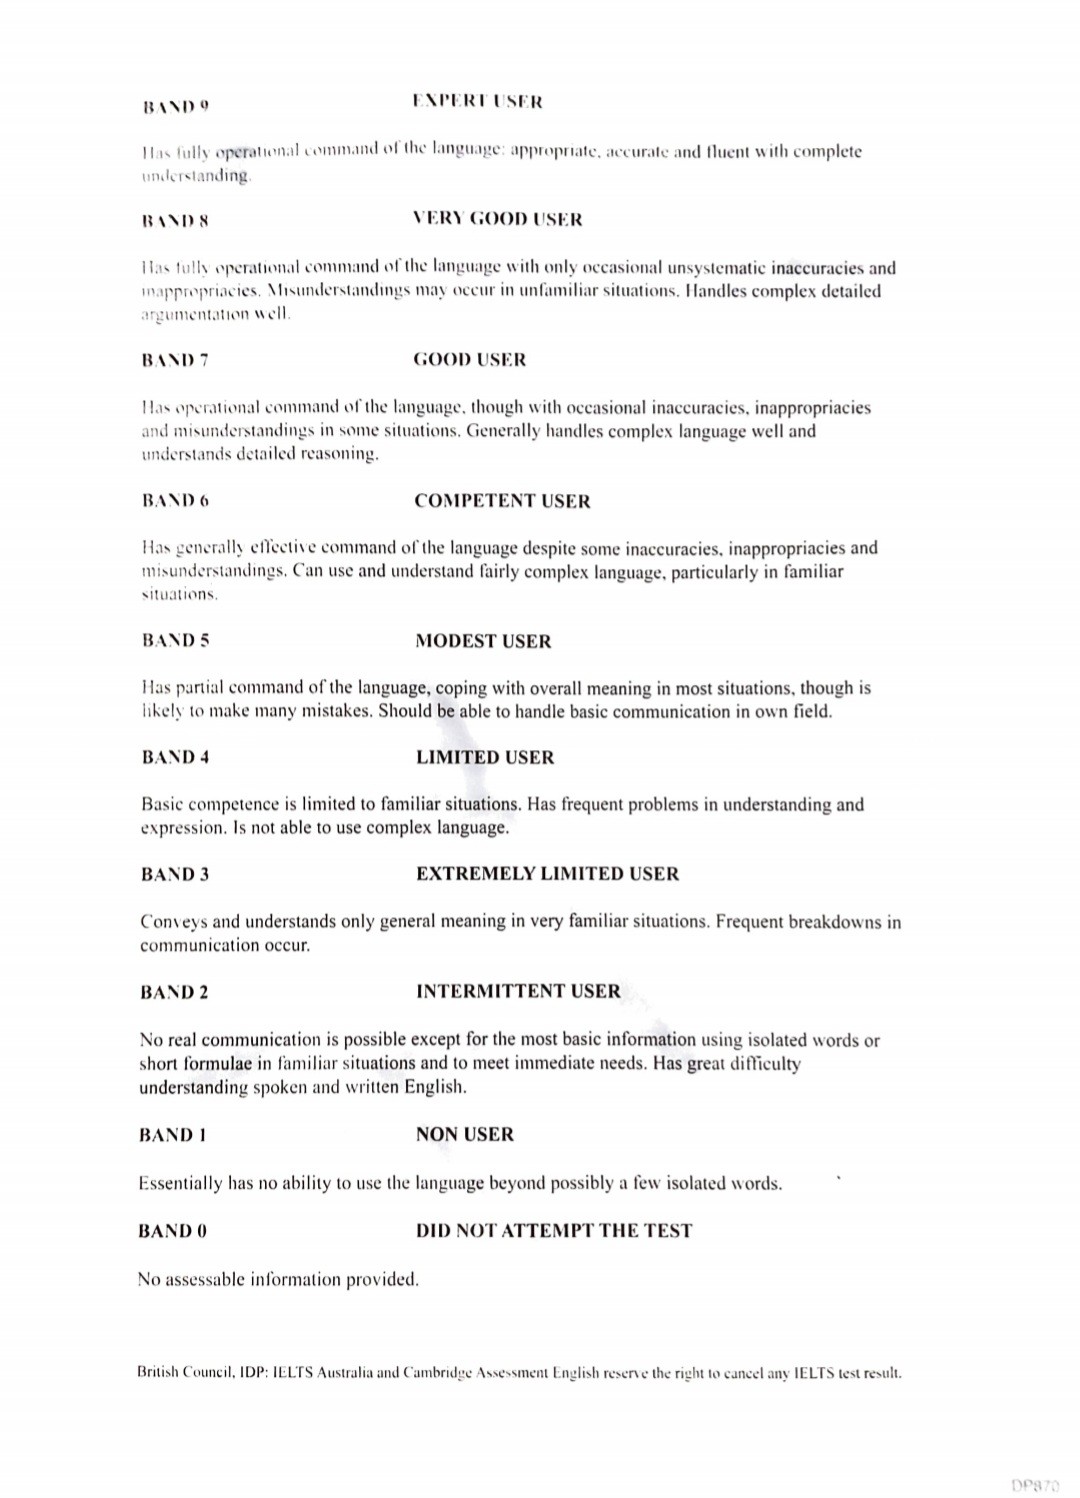 BAND 9 EXPERT USER
Has fully operational command of the language: appropriate, accurate and fluent with complete
understanding.
BAND 8 VERY GOOD USER
Has fully operational command of the language with only occasional unsystematic inaccuracies and
inappropriacies. Misunderstandings may occur in unfamiliar situations. Handles complex detailed
argumentation well.
BAND 7 GOOD USER
Has operational command of the language, though with occasional inaccuracies, inappropriacies
and misunderstandings in some situations. Generally handles complex language well and
understands detailed reasoning.
BAND 6 COMPETENT USER
Has generally effective command of the language despite some inaccuracies, inappropriacies and
misunderstandings. Can use and understand fairly complex language, particularly in familiar
situations.
BAND 5 MODEST USER
Has partial command of the language, coping with overall meaning in most situations, though is
likely to make many mistakes. Should be able to handle basic communication in own field.
BAND 4 LIMITED USER
Basic competence is limited to familiar situations. Has frequent problems in understanding and
expression. Is not able to use complex language.
BAND 3 EXTREMELY LIMITED USER
Conveys and understands only general meaning in very familiar situations. Frequent breakdowns in
communication occur.
BAND 2 INTERMITTENT USER
No real communication is possible except for the most basic information using isolated words or
short formulae in familiar situations and to meet immediate needs. Has great difficulty
understanding spoken and written English.
BAND 1 NON USER
Essentially has no ability to use the language beyond possibly a few isolated words.
BAND 0 DID NOT ATTEMPT THE TEST
No assessable information provided.
British Council, IDP: IELTS Australia and Cambridge Assessment English reserve the right to cancel any IELTS test result.
DP870